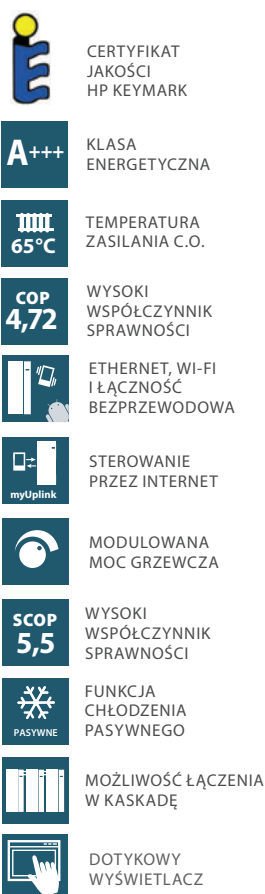 CERTYFIKAT
JAKOŚCI
HP KEYMARK
A+++
KLASA
ENERGETYCZNA
65°C
TEMPERATURA
ZASILANIA C.O.
COP
4,72
WYSOKI
WSPÓŁCZYNNIK
SPRAWNOŚCI
ETHERNET, WI-FI
I ŁĄCZNOŚĆ
BEZPRZEWODOWA
myUplink
STEROWANIE
PRZEZ INTERNET
MODULOWANA
MOC GRZEWCZA
SCOP
5,5
WYSOKI
WSPÓŁCZYNNIK
SPRAWNOŚCI
PASYWNE
FUNKCJA
CHŁODZENIA
PASYWNEGO
MOŻLIWOŚĆ ŁĄCZENIA
W KASKADĘ
DOTYKOWY
WYŚWIETLACZ